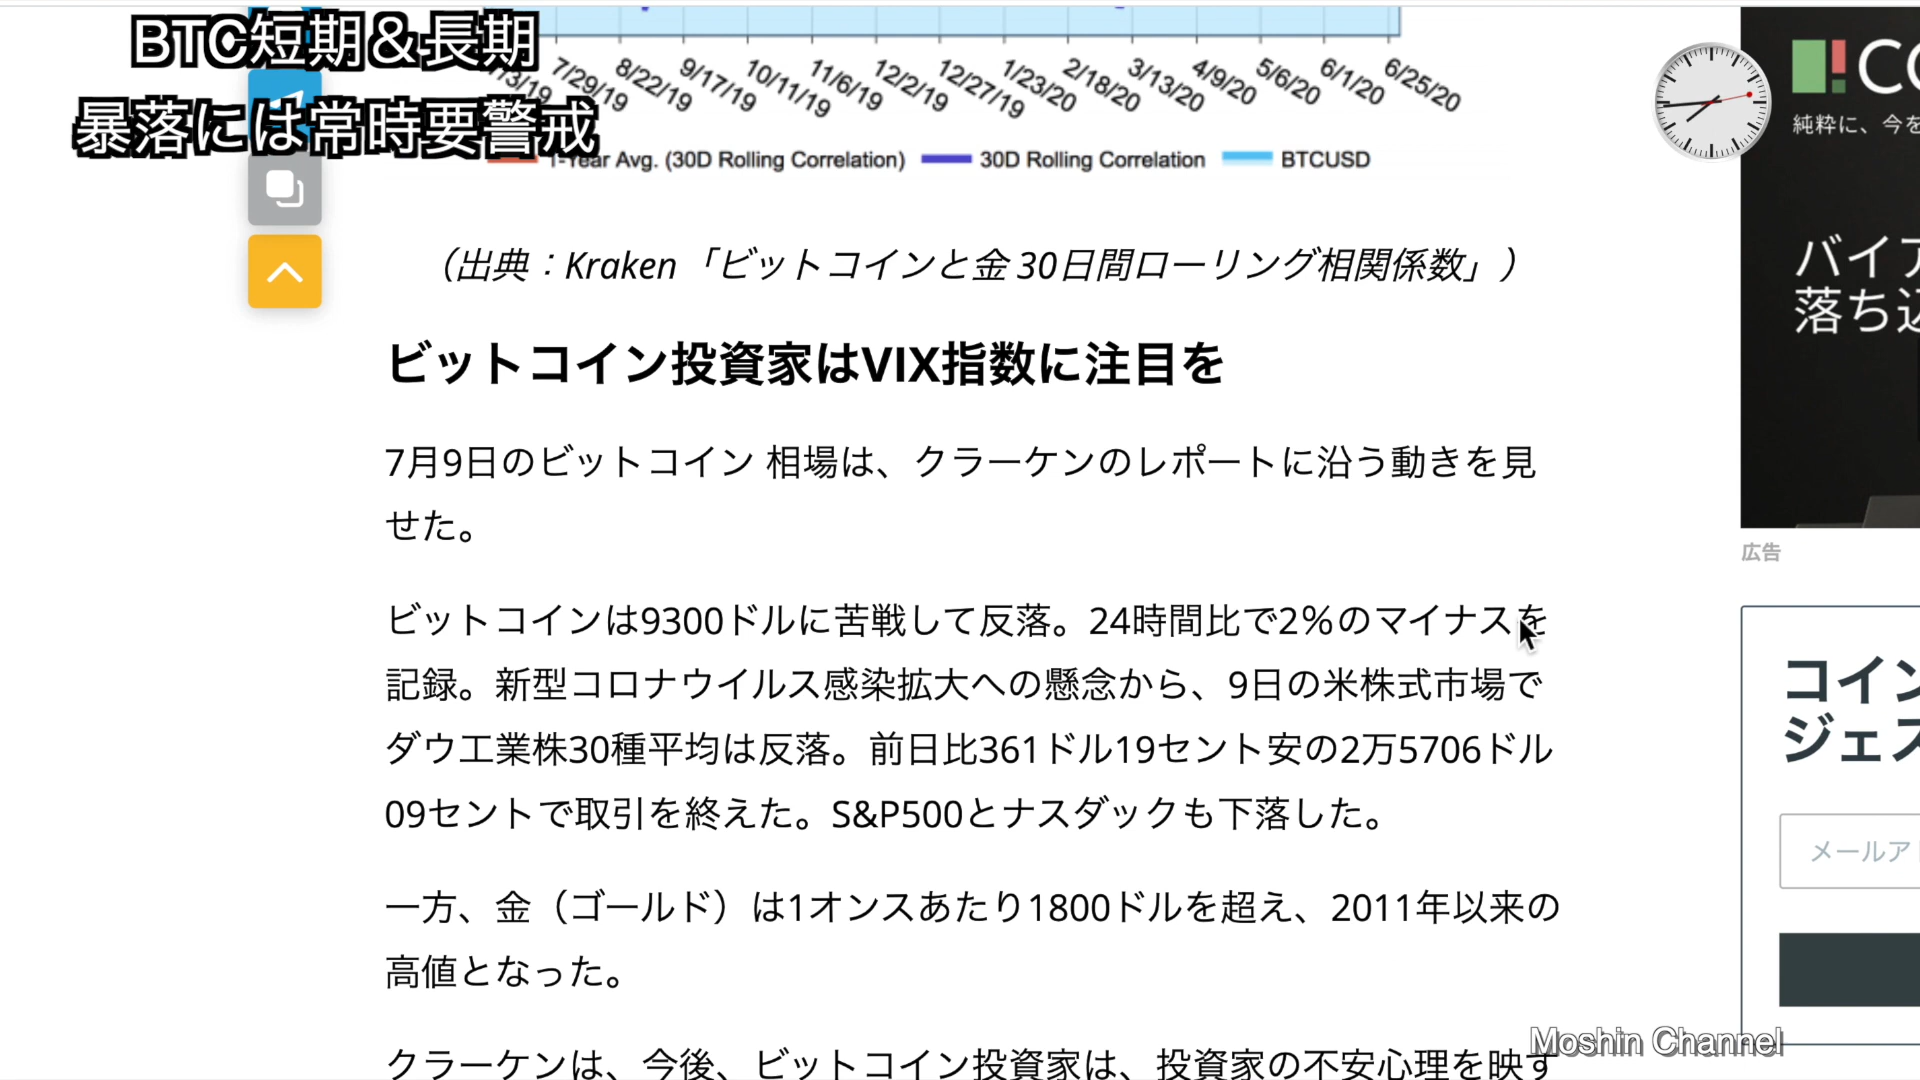 BTC短期＆長期
暴落には常時要警戒
7/29/19 8/22/19 9/17/19 10/11/19 11/6/19 12/2/19 12/27/19 1/23/20 2/18/20 3/13/20 4/9/20 5/6/20 6/1/20 6/25/20
1-Year Avg. (30D Rolling Correlation) 30D Rolling Correlation BTCUSD
（出典：Kraken「ビットコインと金 30日間ローリング相関係数」）
ビットコイン投資家はVIX指数に注目を
7月9日のビットコイン 相場は、クラーケンのレポートに沿う動きを見
せた。
ビットコインは9300ドルに苦戦して反落。24時間比で2%のマイナスを
記録。新型コロナウイルス感染拡大への懸念から、9日の米株式市場で
ダウ工業株30種平均は反落。前日比361ドル19セント安の2万5706ドル
09セントで取引を終えた。S&P500とナスダックも下落した。
一方、金（ゴールド）は1オンスあたり1800ドルを超え、2011年以来の
高値となった。
クラーケンは、今後、ビットコイン投資家は、投資家の不安心理を映す
純粋に、今を
バイア
落ち込
広告
コイン
ジェス
メールア
Moshin Channel